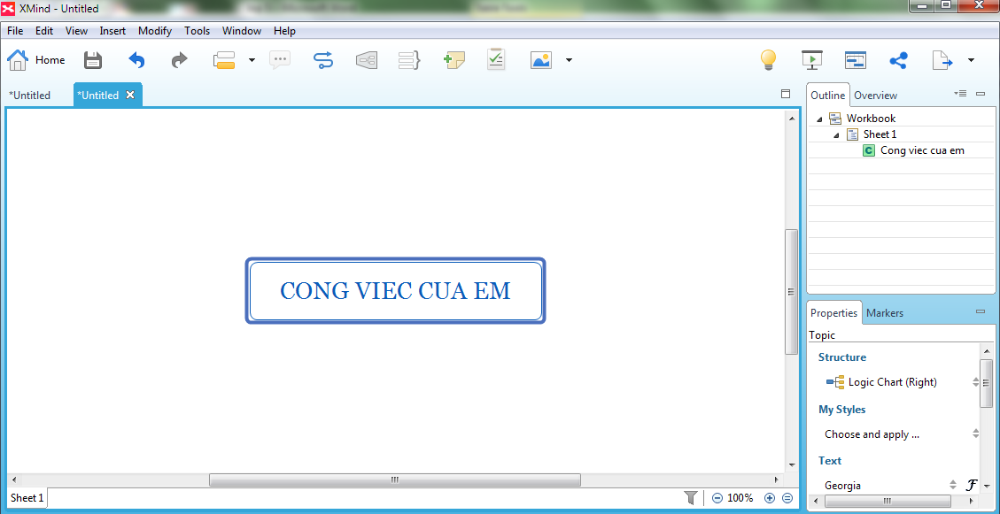 XMind - Untitled
File Edit View Insert Modify Tools Window Help
Home
*Untitled *Untitled
Outline Overview
Workbook
Sheet 1
Cong viec cua em
CONG VIEC CUA EM
Properties Markers
Topic
Structure
Logic Chart (Right)
My Styles
Choose and apply ...
Text
Georgia
Sheet 1
100%